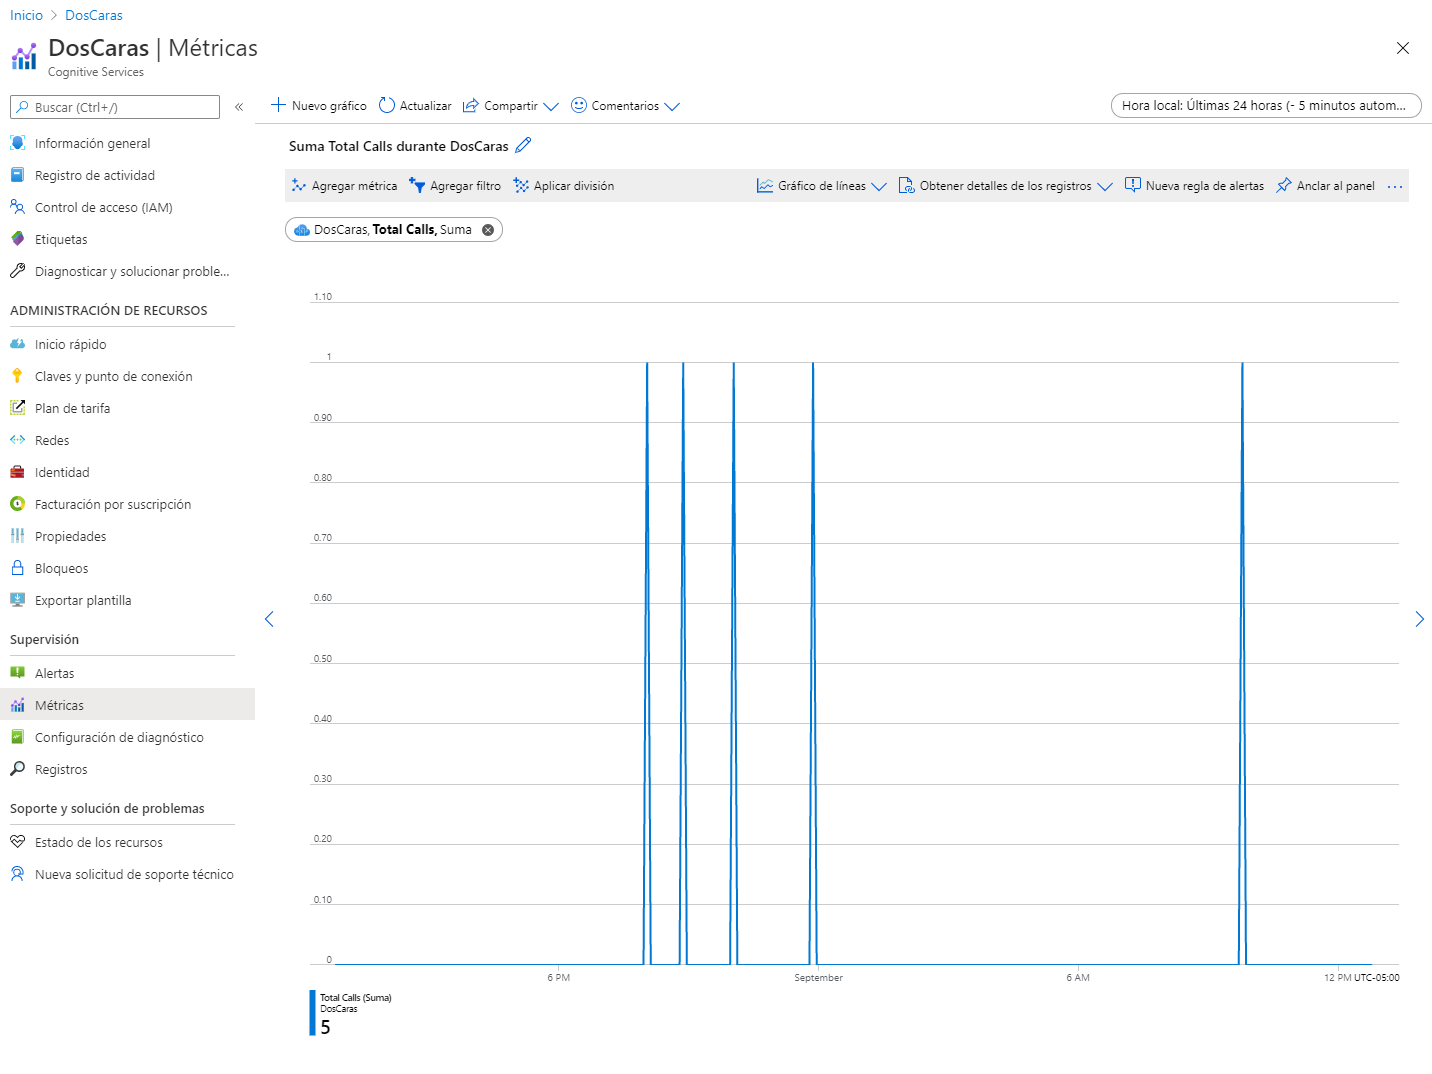 Inicio > DosCaras
DosCaras | Métricas
Cognitive Services
Buscar (Ctrl+/)
«
Información general
Registro de actividad
Control de acceso (IAM)
Etiquetas
Diagnosticar y solucionar proble...
ADMINISTRACIÓN DE RECURSOS
Inicio rápido
Claves y punto de conexión
Plan de tarifa
Redes
Identidad
Facturación por suscripción
Propiedades
Bloqueos
Exportar plantilla
Supervisión
Alertas
Métricas
Configuración de diagnóstico
Registros
Soporte y solución de problemas
Estado de los recursos
Nueva solicitud de soporte técnico
Nuevo gráfico Actualizar Compartir Comentarios
Hora local: Últimas 24 horas (- 5 minutos autom...
Suma Total Calls durante DosCaras
Agregar métrica Agregar filtro Aplicar división Gráfico de líneas Obtener detalles de los registros Nueva regla de alertas Anclar al panel ...
DosCaras, Total Calls, Suma
1.10
1
0.90
0.80
0.70
0.60
0.50
0.40
0.30
0.20
0.10
0
6 PM September 6 AM 12 PM UTC-05:00
Total Calls (Suma)
DosCaras
5